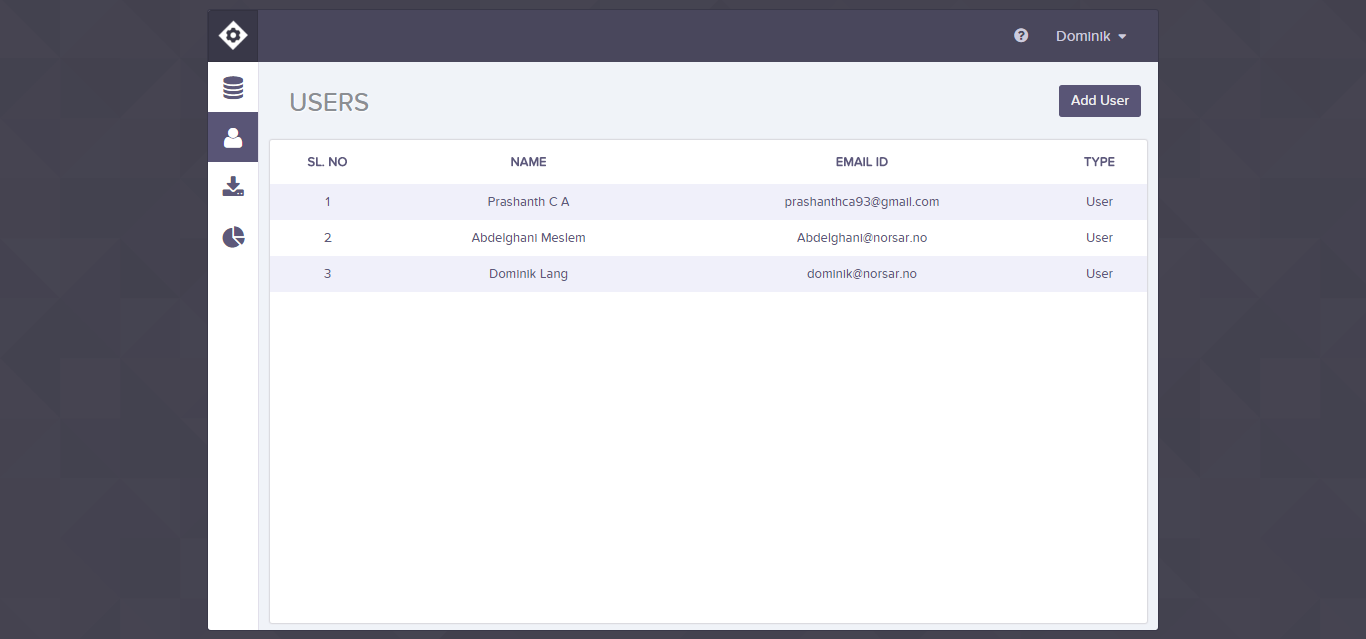 Dominik
USERS
Add User
SL. NO NAME EMAIL ID TYPE
1 Prashanth C A prashanthca93@gmail.com User
2 Abdelghani Meslem Abdelghani@norsar.no User
3 Dominik Lang dominik@norsar.no User